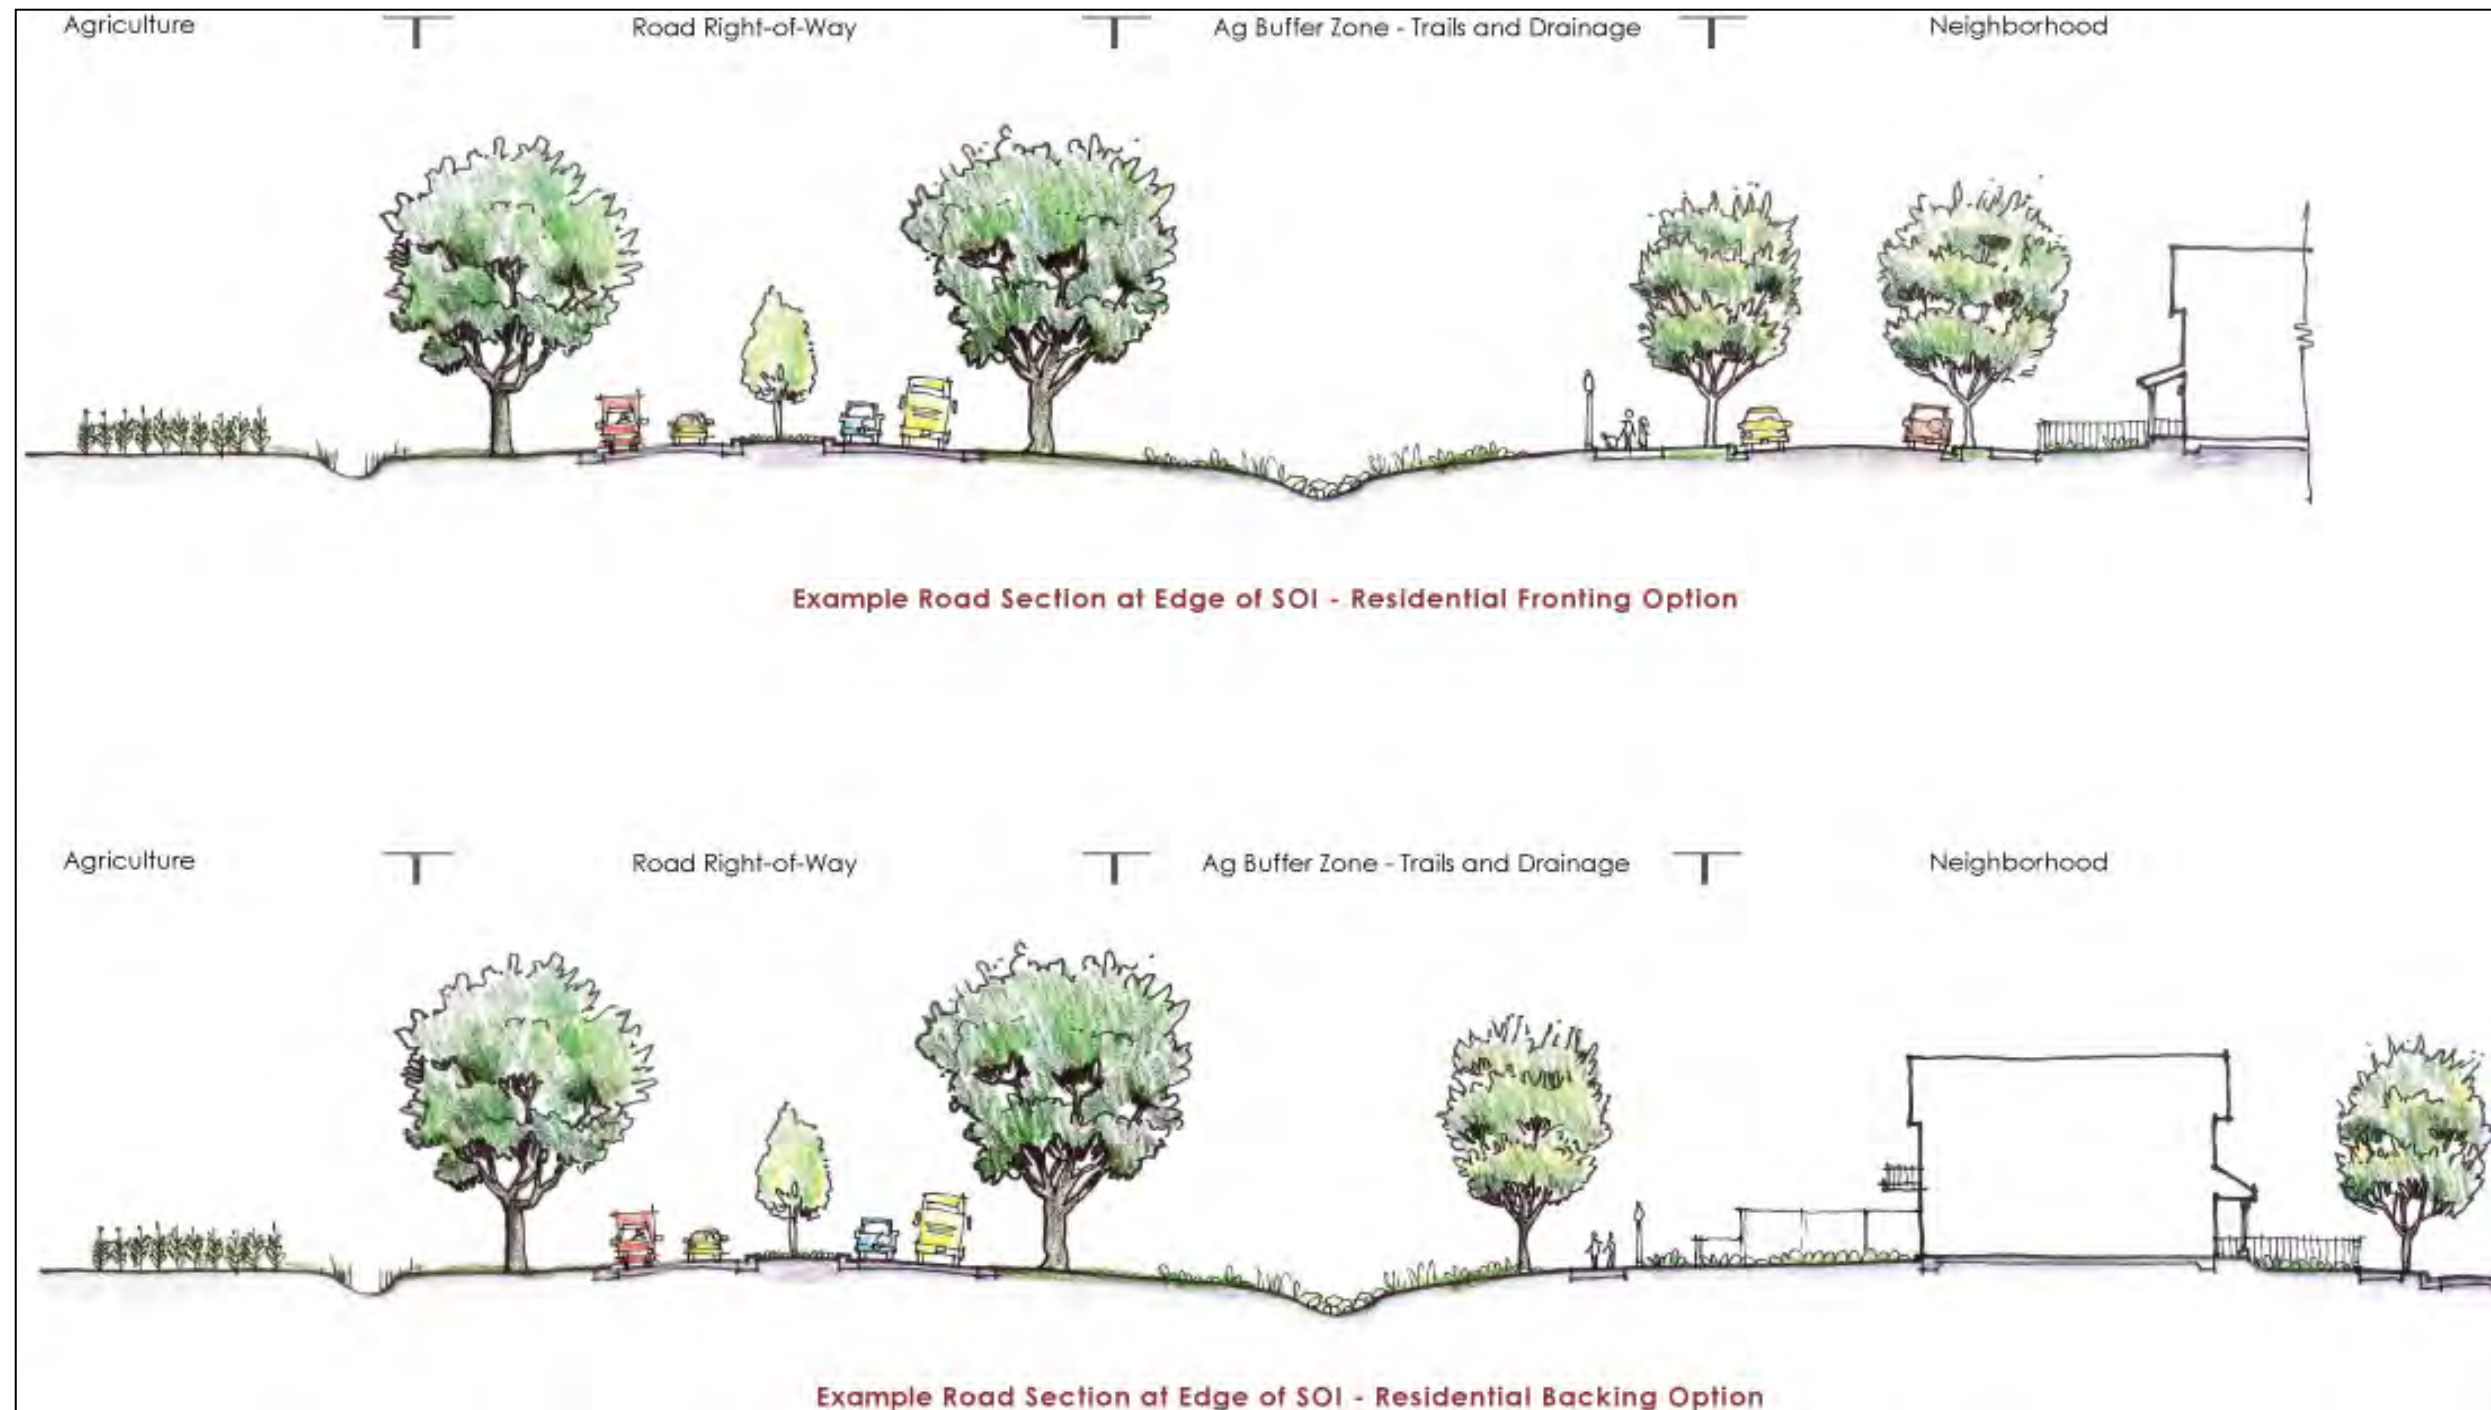 Agriculture
Road Right-of-Way
Ag Buffer Zone - Trails and Drainage
Neighborhood
Example Road Section at Edge of SOI - Residential Fronting Option
Agriculture
Road Right-of-Way
Ag Buffer Zone - Trails and Drainage
Neighborhood
Example Road Section at Edge of SOI - Residential Backing Option